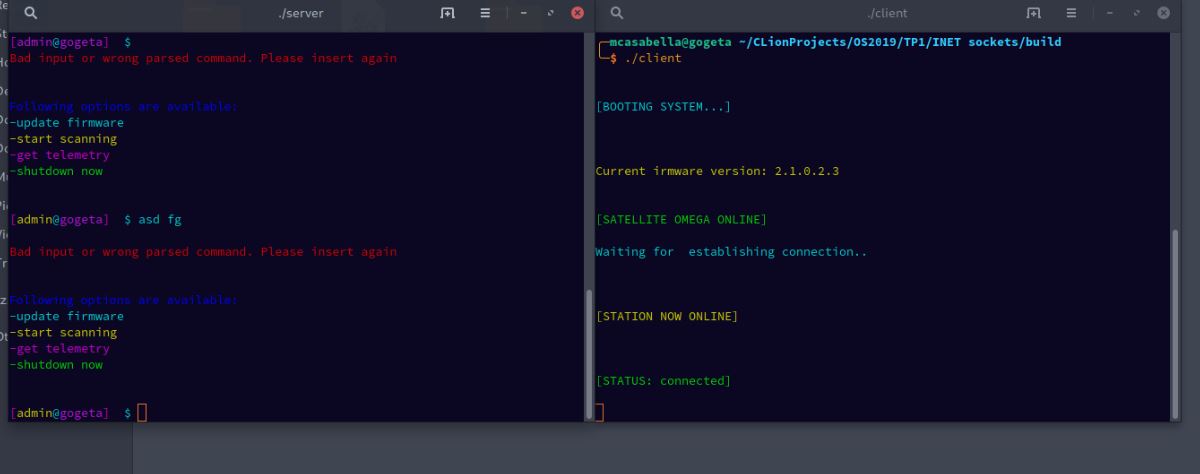 ./server
[admin@gogeta] $
Bad input or wrong parsed command. Please insert again
Following options are available:
-update firmware
-start scanning
-get telemetry
-shutdown now
[admin@gogeta] $ asd fg
Bad input or wrong parsed command. Please insert again
Following options are available:
-update firmware
-start scanning
-get telemetry
-shutdown now
[admin@gogeta] $
./client
mcasabella@gogeta ~/CLionProjects/OS2019/TP1/INET sockets/build
$ ./client
[BOOTING SYSTEM...]
Current irmware version: 2.1.0.2.3
[SATELLITE OMEGA ONLINE]
Waiting for  establishing connection..
[STATION NOW ONLINE]
[STATUS: connected]